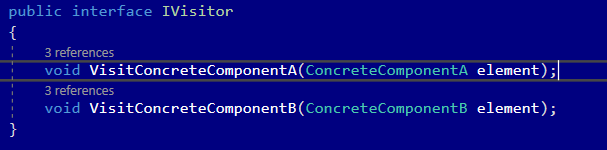 public interface IVisitor
{
3 references
void VisitConcreteComponentA(ConcreteComponentA element);
3 references
void VisitConcreteComponentB(ConcreteComponentB element);
}